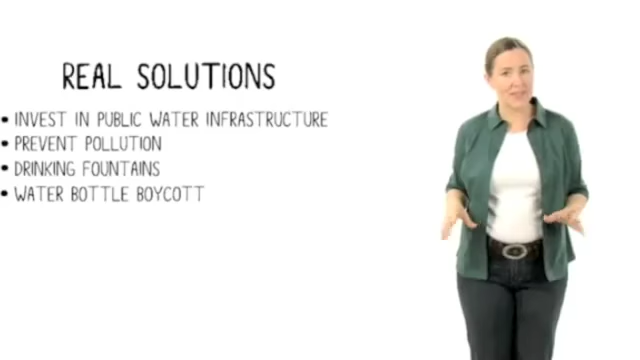 REAL SOLUTIONS
• INVEST IN PUBLIC WATER INFRASTRUCTURE
• PREVENT POLLUTION
• DRINKING FOUNTAINS
• WATER BOTTLE BOYCOTT